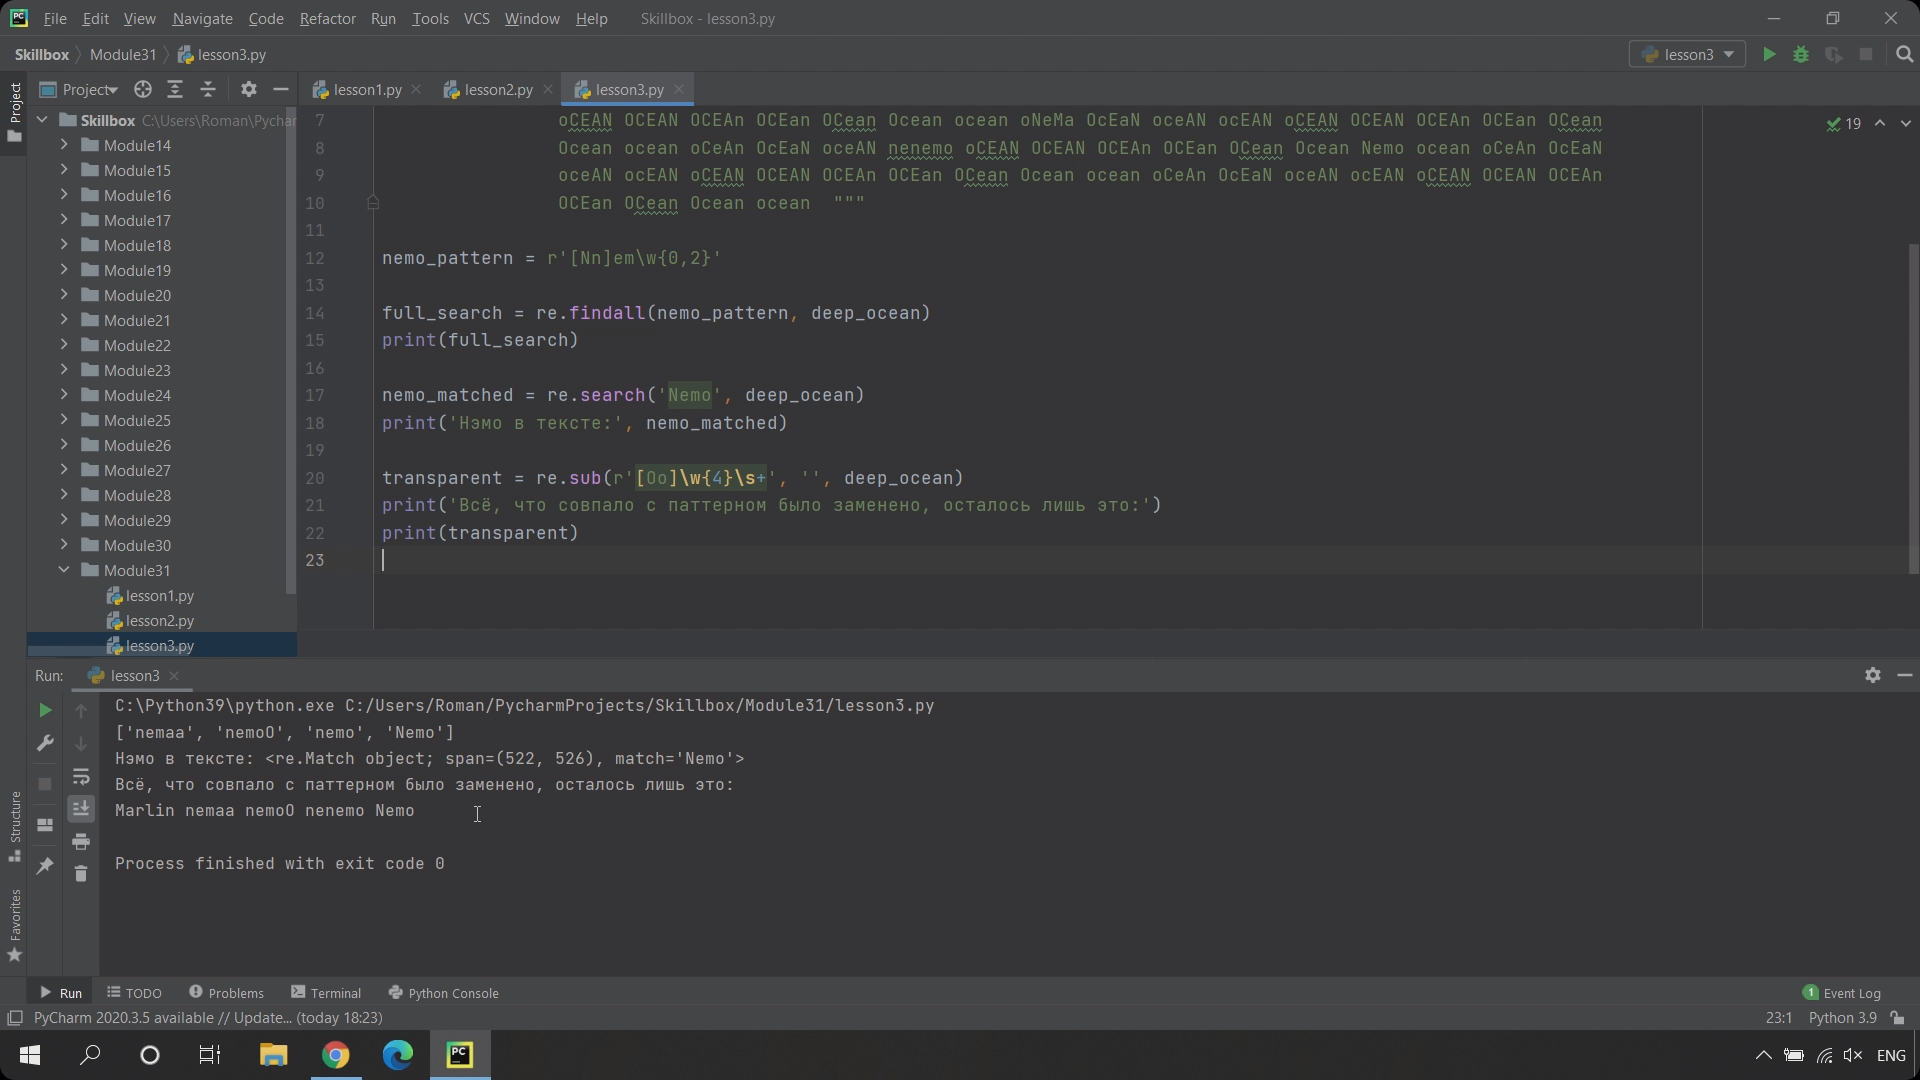 File Edit View Navigate Code Refactor Run Tools VCS Window Help Skillbox - lesson3.py
Skillbox Module31 lesson3.py lesson3
Project lesson1.py lesson2.py lesson3.py
Project
Skillbox C:\Users\Roman\Pychar
Module14
Module15
Module16
Module17
Module18
Module19
Module20
Module21
Module22
Module23
Module24
Module25
Module26
Module27
Module28
Module29
Module30
Module31
lesson1.py
lesson2.py
lesson3.py
19
7 oCEAN OCEAN OCEAn OCEan OCean Ocean ocean oNeMa OcEaN oceAN ocEAN oCEAN OCEAN OCEAn OCEan OCean
8 Ocean ocean oCeAn OcEaN oceAN nenemo oCEAN OCEAN OCEAn OCEan OCean Ocean Nemo ocean oCeAn OcEaN
9 oceAN ocEAN oCEAN OCEAN OCEAn OCEan OCean Ocean ocean oCeAn OcEaN oceAN ocEAN oCEAN OCEAN OCEAn
10 OCEan OCean Ocean ocean """
11
12 nemo_pattern = r'[Nn]em\w{0,2}'
13
14 full_search = re.findall(nemo_pattern, deep_ocean)
15 print(full_search)
16
17 nemo_matched = re.search('Nemo', deep_ocean)
18 print('Нэмо в тексте:', nemo_matched)
19
20 transparent = re.sub(r'[Oo]\w{4}\s+', '', deep_ocean)
21 print('Всё, что совпало с паттерном было заменено, осталось лишь это:')
22 print(transparent)
23
Run: lesson3
C:\Python39\python.exe C:/Users/Roman/PycharmProjects/Skillbox/Module31/lesson3.py
['nemaa', 'nemoO', 'nemo', 'Nemo']
Нэмо в тексте: <re.Match object; span=(522, 526), match='Nemo'>
Всё, что совпало с паттерном было заменено, осталось лишь это:
Marlin nemaa nemoO nenemo Nemo
Process finished with exit code 0
Structure
Favorites
Run TODO Problems Terminal Python Console 1 Event Log
PyCharm 2020.3.5 available // Update... (today 18:23) 23:1 Python 3.9
ENG